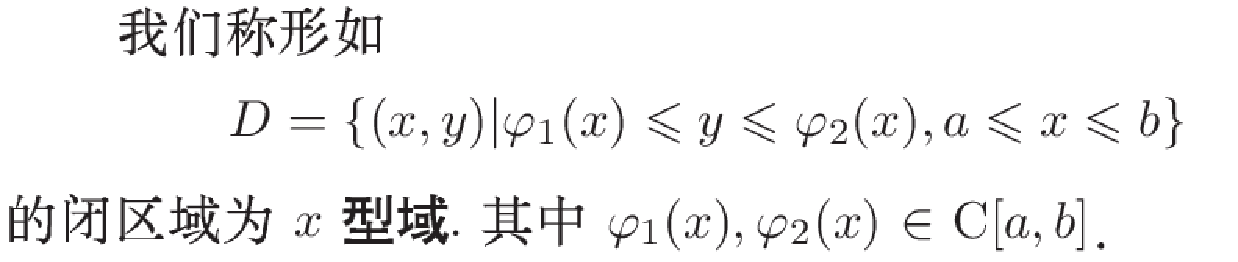 我们称形如
D = {(x, y)|φ₁(x) ⩽ y ⩽ φ₂(x), a ⩽ x ⩽ b}
的闭区域为 x 型域. 其中 φ₁(x), φ₂(x) ∈ C[a, b].